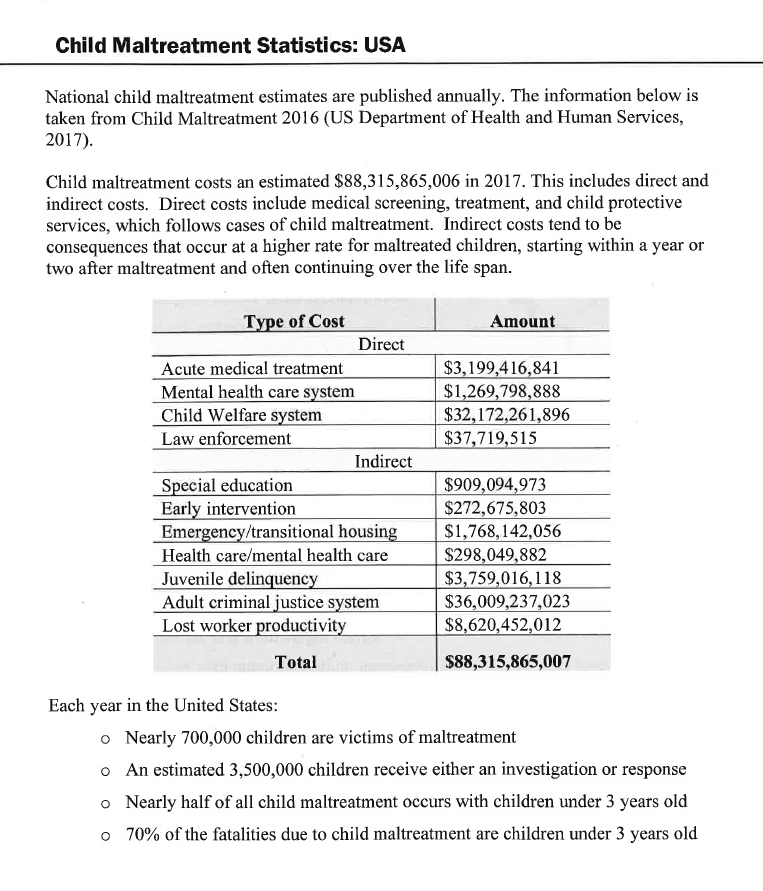 Child Maltreatment Statistics: USA
National child maltreatment estimates are published annually. The information below is
taken from Child Maltreatment 2016 (US Department of Health and Human Services,
2017).
Child maltreatment costs an estimated $88,315,865,006 in 2017. This includes direct and
indirect costs. Direct costs include medical screening, treatment, and child protective
services, which follows cases of child maltreatment. Indirect costs tend to be
consequences that occur at a higher rate for maltreated children, starting within a year or
two after maltreatment and often continuing over the life span.
Type of Cost Amount
Direct
Acute medical treatment $3,199,416,841
Mental health care system $1,269,798,888
Child Welfare system $32,172,261,896
Law enforcement $37,719,515
Indirect
Special education $909,094,973
Early intervention $272,675,803
Emergency/transitional housing $1,768,142,056
Health care/mental health care $298,049,882
Juvenile delinquency $3,759,016,118
Adult criminal justice system $36,009,237,023
Lost worker productivity $8,620,452,012
Total $88,315,865,007
Each year in the United States:
o Nearly 700,000 children are victims of maltreatment
o An estimated 3,500,000 children receive either an investigation or response
o Nearly half of all child maltreatment occurs with children under 3 years old
o 70% of the fatalities due to child maltreatment are children under 3 years old